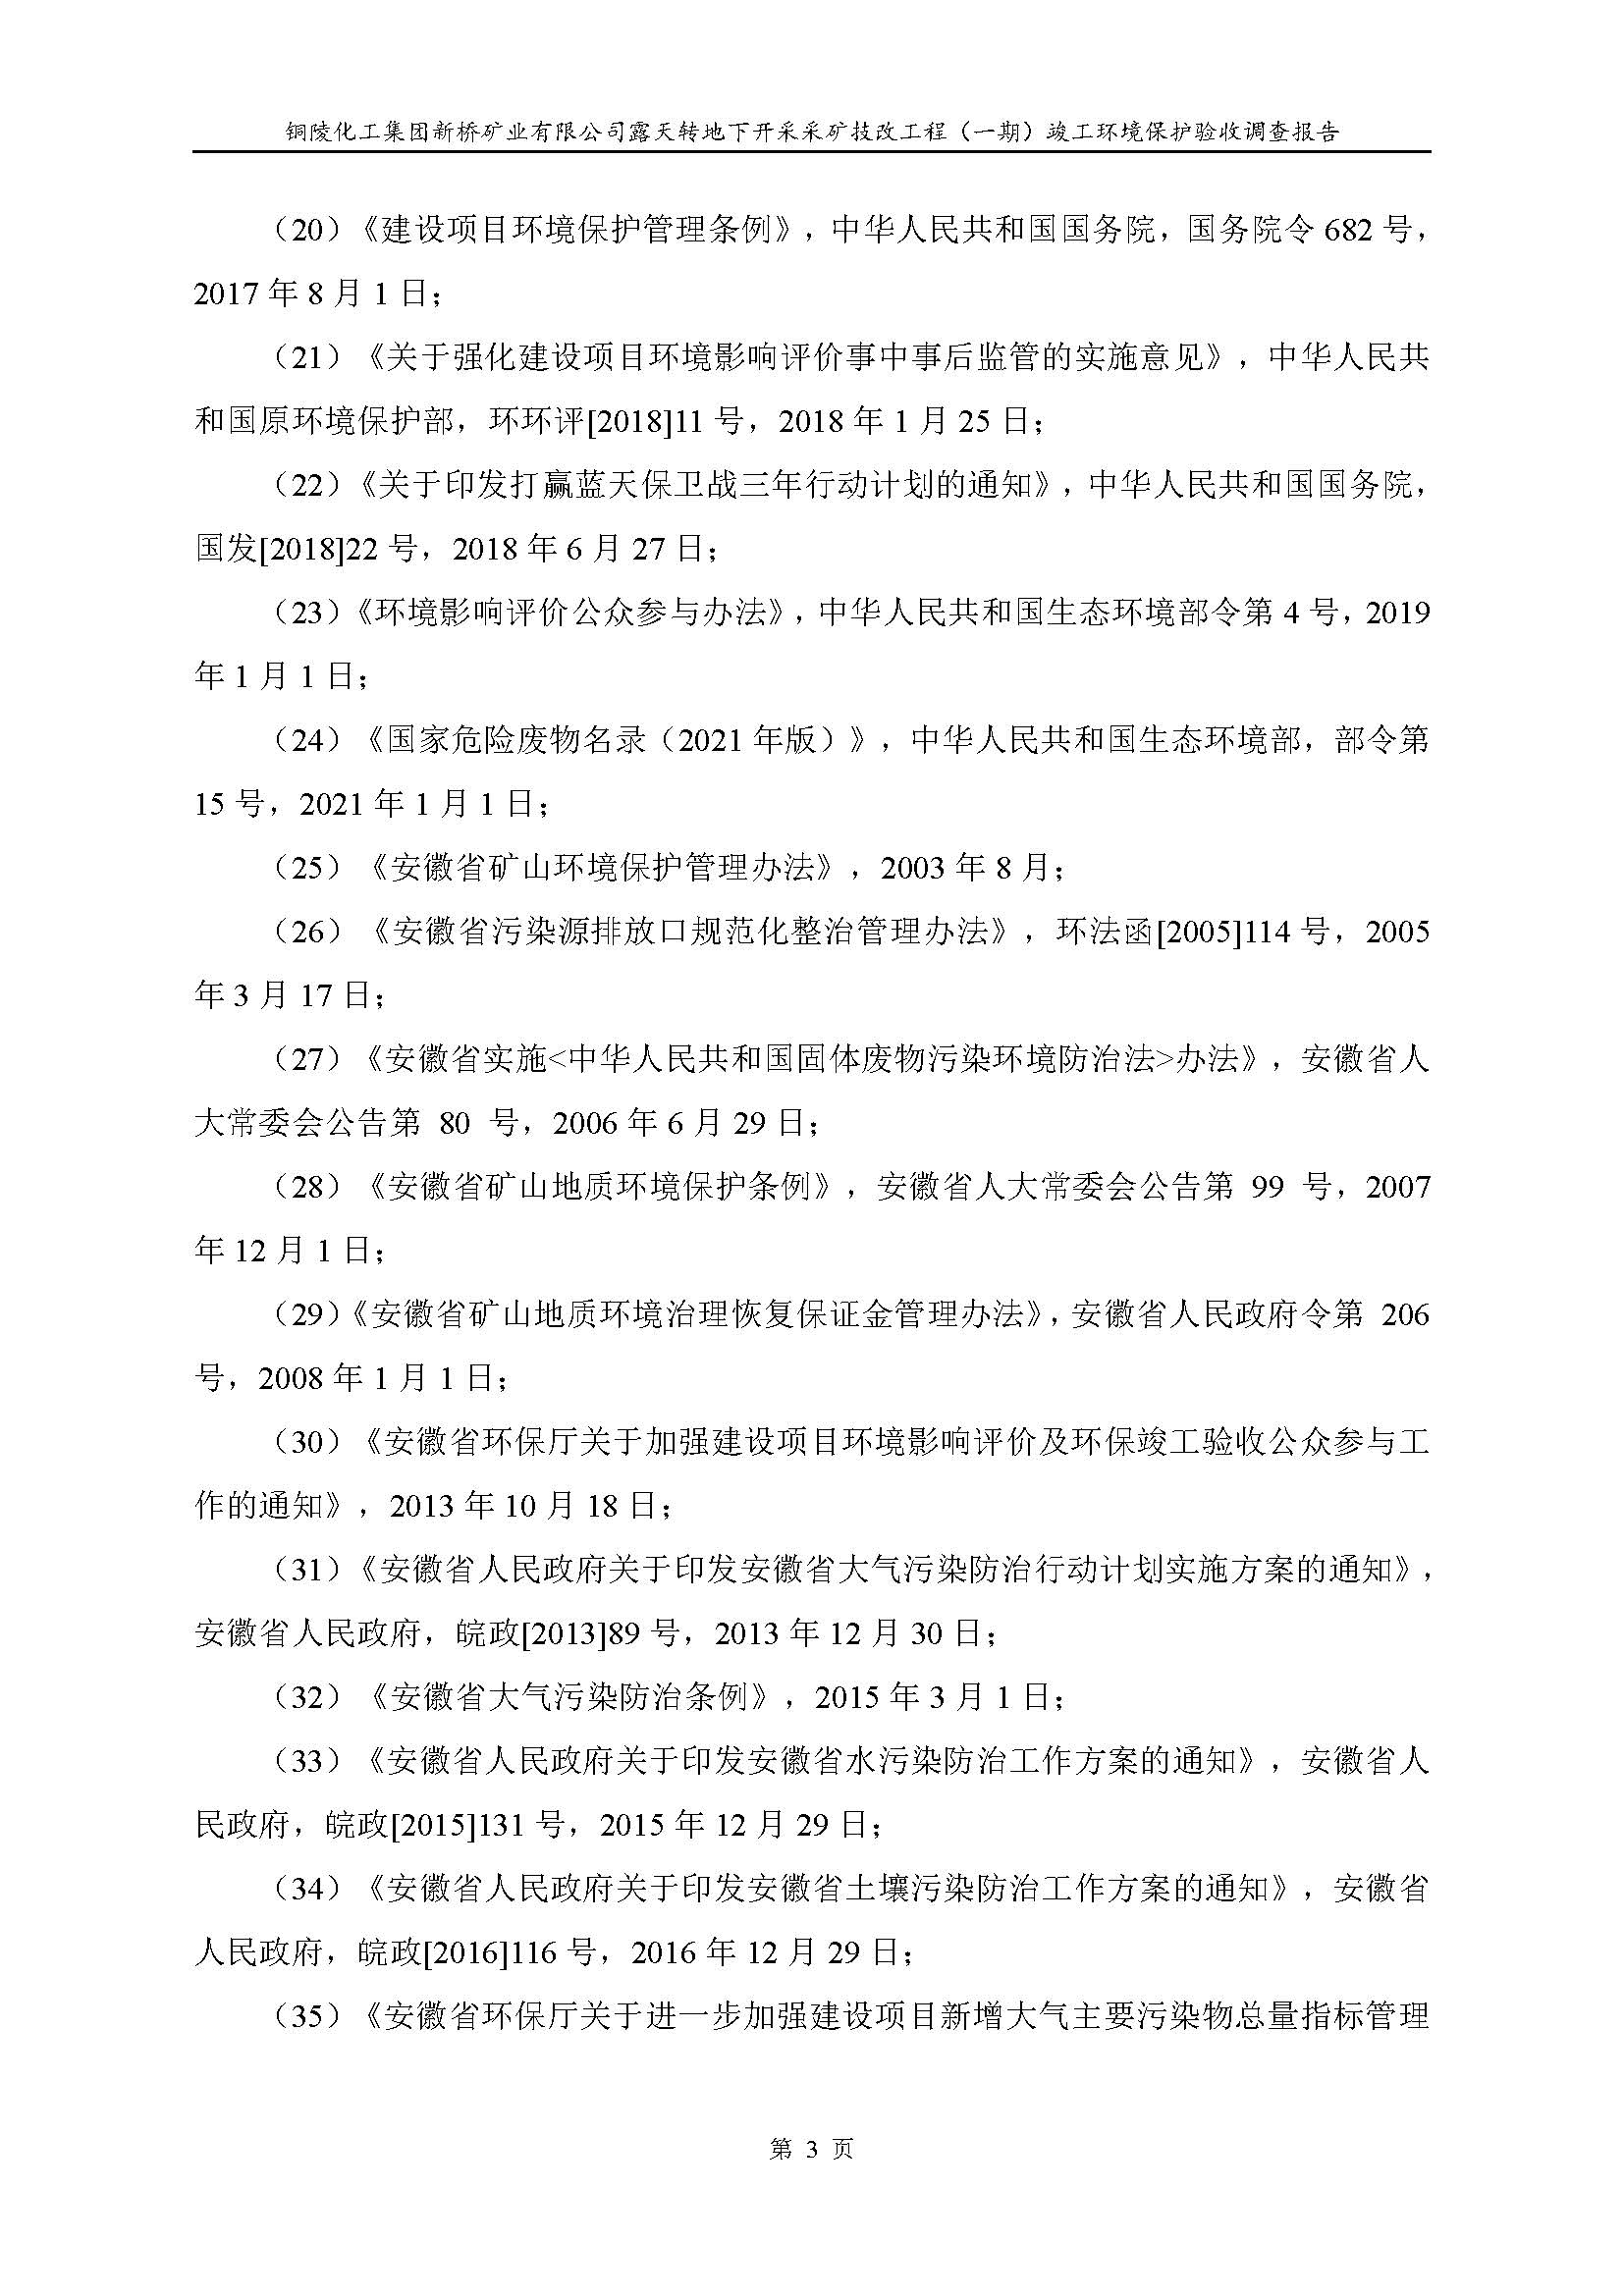 铜陵化工集团新桥矿业有限公司露天转地下开采采矿技改工程（一期）竣工环境保护验收调查报告
（20）《建设项目环境保护管理条例》，中华人民共和国国务院，国务院令 682 号，
2017 年 8 月 1 日；
（21）《关于强化建设项目环境影响评价事中事后监管的实施意见》，中华人民共
和国原环境保护部，环环评[2018]11 号，2018 年 1 月 25 日；
（22）《关于印发打赢蓝天保卫战三年行动计划的通知》，中华人民共和国国务院，
国发[2018]22 号，2018 年 6 月 27 日；
（23）《环境影响评价公众参与办法》，中华人民共和国生态环境部令第 4 号，2019
年 1 月 1 日；
（24）《国家危险废物名录（2021 年版）》，中华人民共和国生态环境部，部令第
15 号，2021 年 1 月 1 日；
（25）《安徽省矿山环境保护管理办法》，2003 年 8 月；
（26）《安徽省污染源排放口规范化整治管理办法》，环法函[2005]114 号，2005
年 3 月 17 日；
（27）《安徽省实施<中华人民共和国固体废物污染环境防治法>办法》，安徽省人
大常委会公告第 80 号，2006 年 6 月 29 日；
（28）《安徽省矿山地质环境保护条例》，安徽省人大常委会公告第 99 号，2007
年 12 月 1 日；
（29）《安徽省矿山地质环境治理恢复保证金管理办法》，安徽省人民政府令第 206
号，2008 年 1 月 1 日；
（30）《安徽省环保厅关于加强建设项目环境影响评价及环保竣工验收公众参与工
作的通知》，2013 年 10 月 18 日；
（31）《安徽省人民政府关于印发安徽省大气污染防治行动计划实施方案的通知》，
安徽省人民政府，皖政[2013]89 号，2013 年 12 月 30 日；
（32）《安徽省大气污染防治条例》，2015 年 3 月 1 日；
（33）《安徽省人民政府关于印发安徽省水污染防治工作方案的通知》，安徽省人
民政府，皖政[2015]131 号，2015 年 12 月 29 日；
（34）《安徽省人民政府关于印发安徽省土壤污染防治工作方案的通知》，安徽省
人民政府，皖政[2016]116 号，2016 年 12 月 29 日；
（35）《安徽省环保厅关于进一步加强建设项目新增大气主要污染物总量指标管理
第 3 页